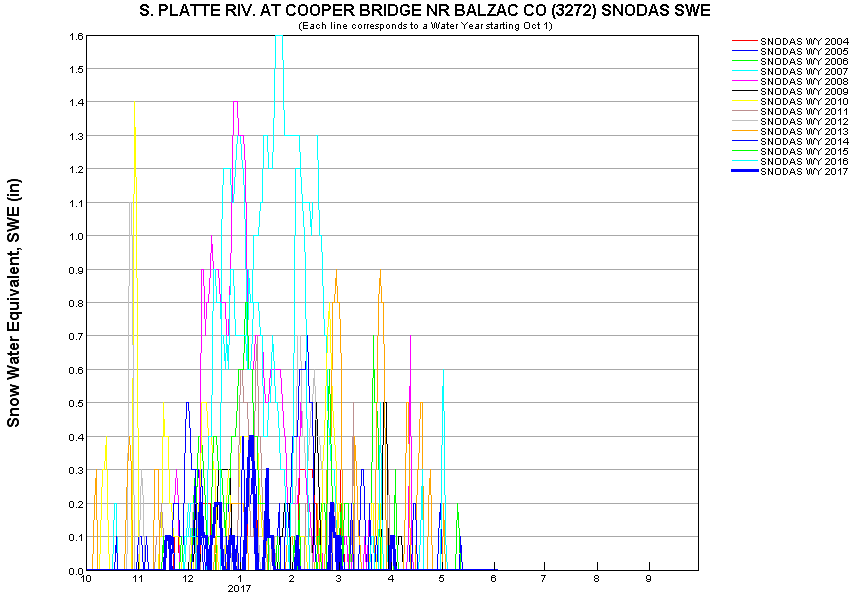 S. PLATTE RIV. AT COOPER BRIDGE NR BALZAC CO (3272) SNODAS SWE
(Each line corresponds to a Water Year starting Oct 1)
Snow Water Equivalent, SWE (in)
1.6
1.5
1.4
1.3
1.2
1.1
1.0
0.9
0.8
0.7
0.6
0.5
0.4
0.3
0.2
0.1
0.0
10 11 12 1 2 3 4 5 6 7 8 9
2017
SNODAS WY 2004
SNODAS WY 2005
SNODAS WY 2006
SNODAS WY 2007
SNODAS WY 2008
SNODAS WY 2009
SNODAS WY 2010
SNODAS WY 2011
SNODAS WY 2012
SNODAS WY 2013
SNODAS WY 2014
SNODAS WY 2015
SNODAS WY 2016
SNODAS WY 2017